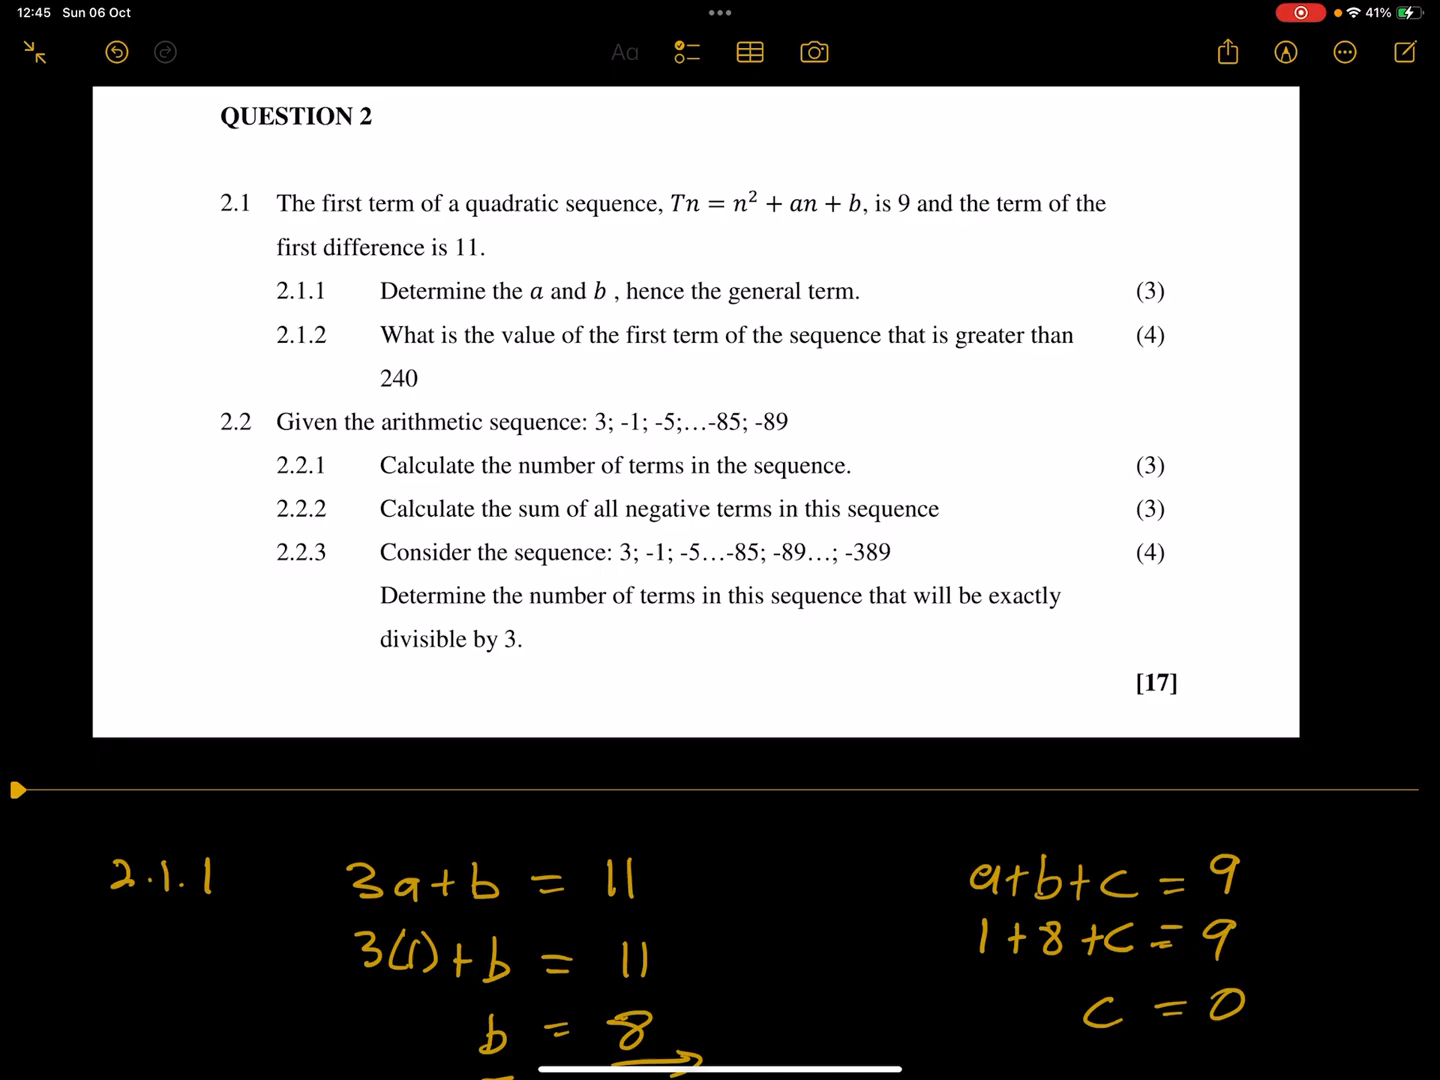 12:45 Sun 06 Oct 41%
Aa
QUESTION 2
2.1 The first term of a quadratic sequence, Tn = n² + an + b, is 9 and the term of the
first difference is 11.
2.1.1 Determine the a and b , hence the general term. (3)
2.1.2 What is the value of the first term of the sequence that is greater than (4)
240
2.2 Given the arithmetic sequence: 3; -1; -5;…-85; -89
2.2.1 Calculate the number of terms in the sequence. (3)
2.2.2 Calculate the sum of all negative terms in this sequence (3)
2.2.3 Consider the sequence: 3; -1; -5…-85; -89…; -389 (4)
Determine the number of terms in this sequence that will be exactly
divisible by 3.
[17]
2.1.1 3a+b = 11 a+b+c = 9
3(1)+b = 11 1+8+c = 9
b = 8 c = 0